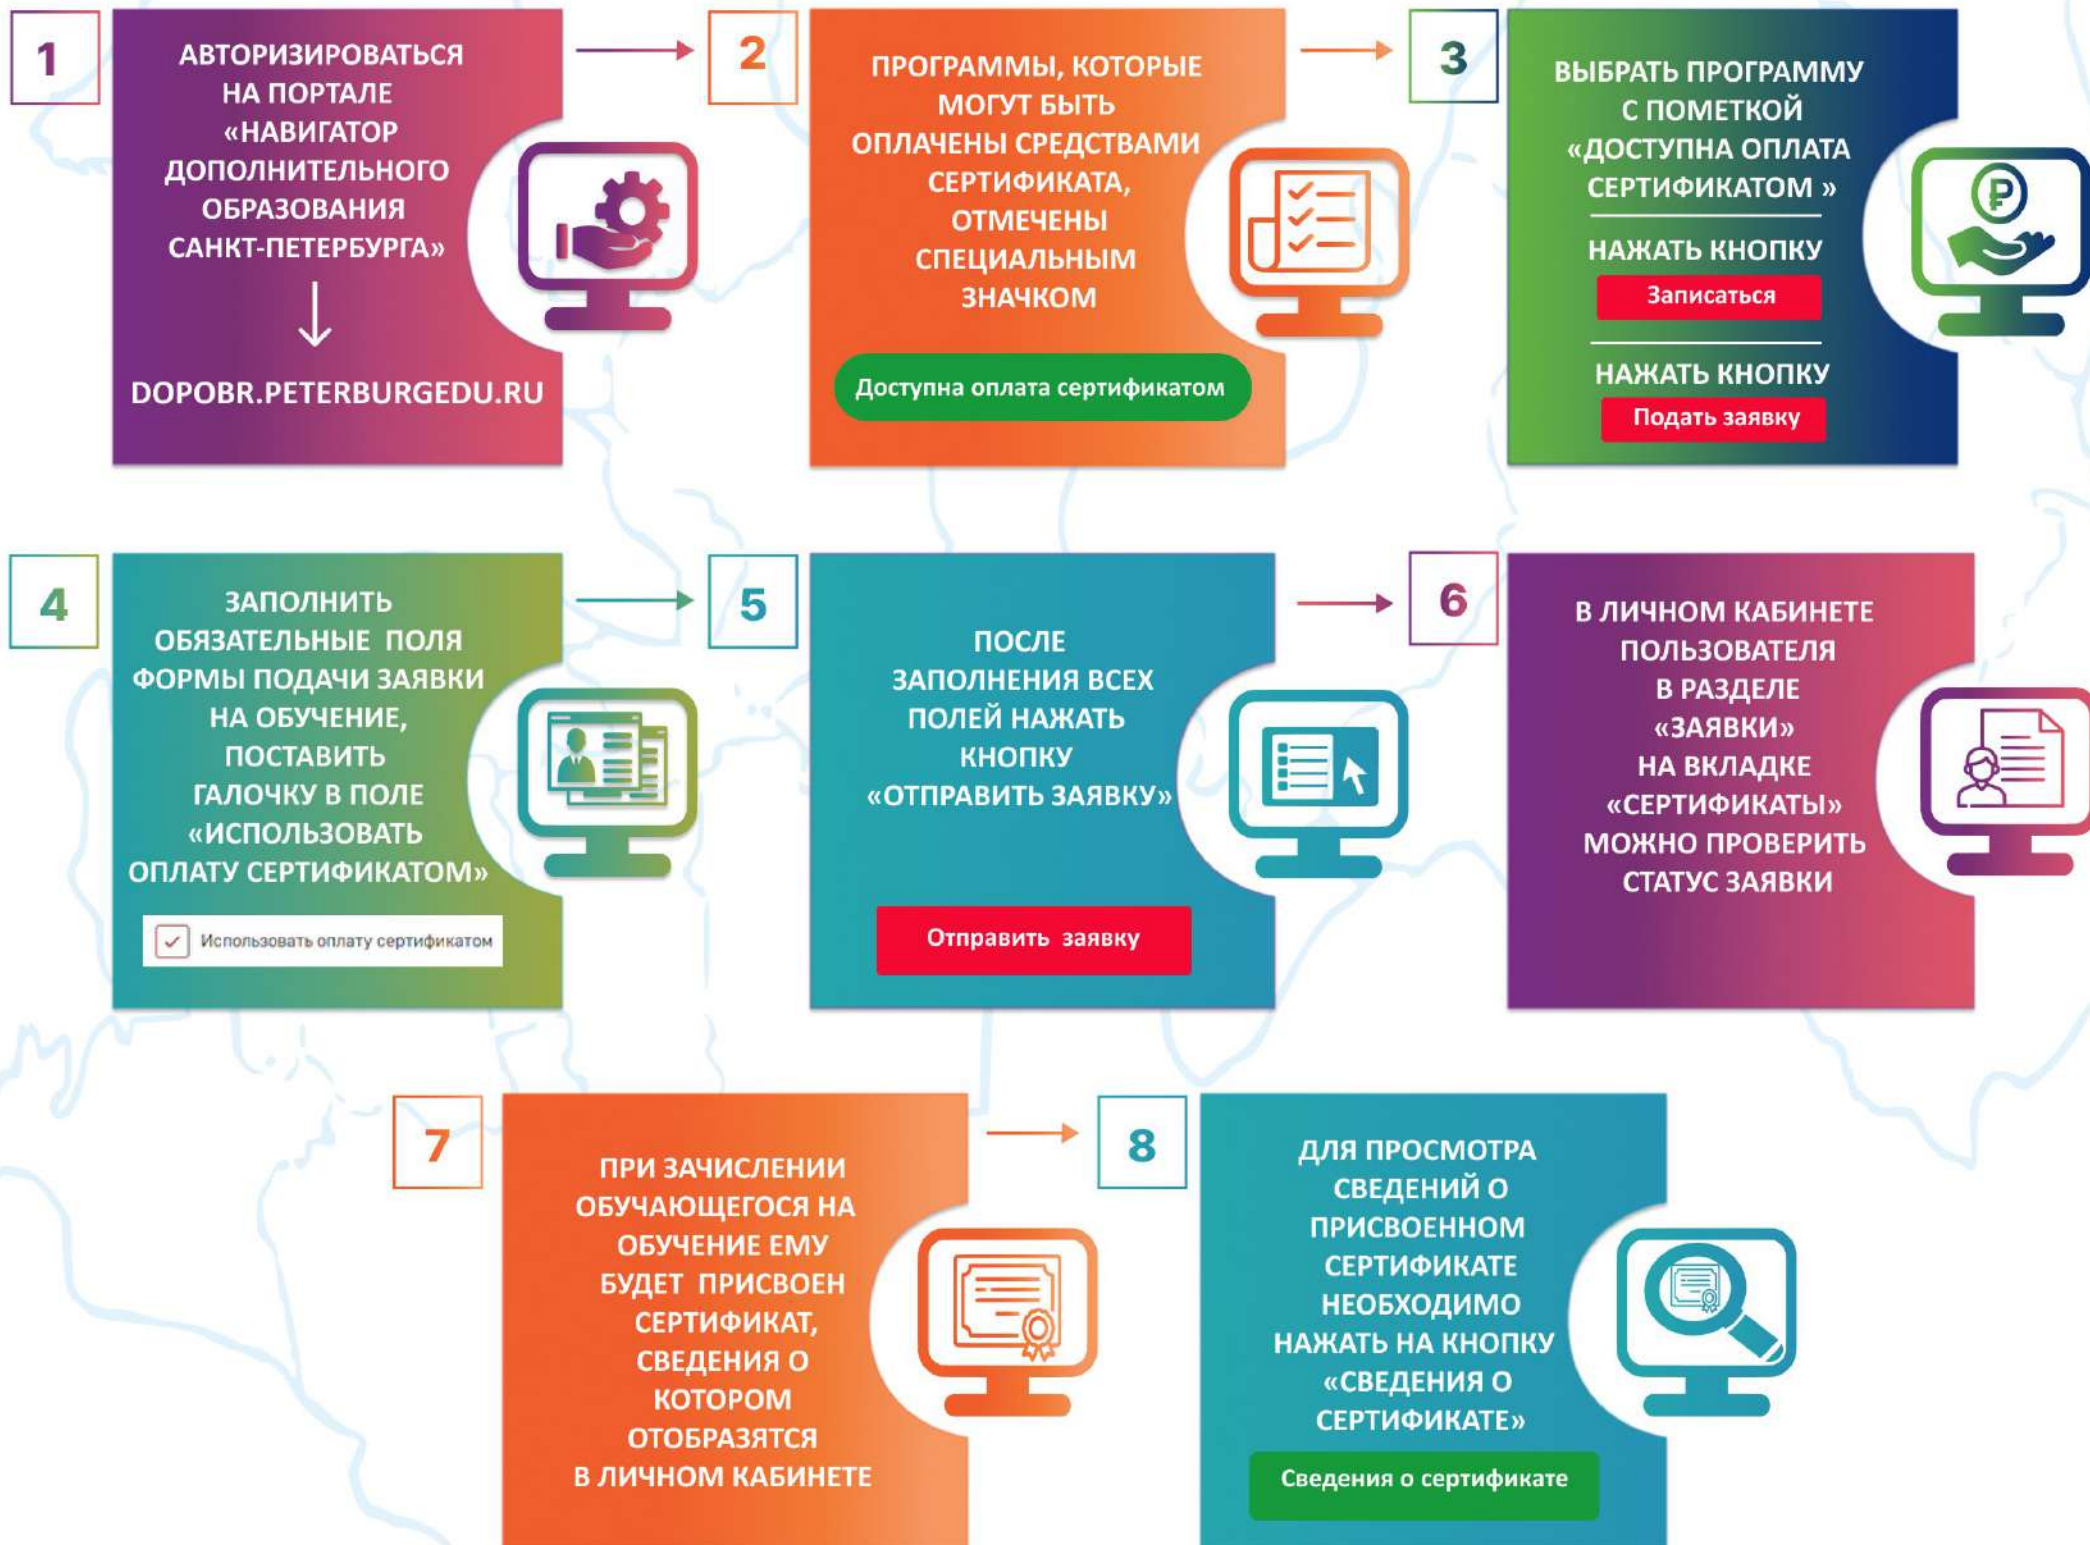 1
АВТОРИЗИРОВАТЬСЯ
НА ПОРТАЛЕ
«НАВИГАТОР
ДОПОЛНИТЕЛЬНОГО
ОБРАЗОВАНИЯ
САНКТ-ПЕТЕРБУРГА»
DOPOBR.PETERBURGEDU.RU
2
ПРОГРАММЫ, КОТОРЫЕ
МОГУТ БЫТЬ
ОПЛАЧЕНЫ СРЕДСТВАМИ
СЕРТИФИКАТА,
ОТМЕЧЕНЫ
СПЕЦИАЛЬНЫМ
ЗНАЧКОМ
Доступна оплата сертификатом
3
ВЫБРАТЬ ПРОГРАММУ
С ПОМЕТКОЙ
«ДОСТУПНА ОПЛАТА
СЕРТИФИКАТОМ »
НАЖАТЬ КНОПКУ
Записаться
НАЖАТЬ КНОПКУ
Подать заявку
4
ЗАПОЛНИТЬ
ОБЯЗАТЕЛЬНЫЕ ПОЛЯ
ФОРМЫ ПОДАЧИ ЗАЯВКИ
НА ОБУЧЕНИЕ,
ПОСТАВИТЬ
ГАЛОЧКУ В ПОЛЕ
«ИСПОЛЬЗОВАТЬ
ОПЛАТУ СЕРТИФИКАТОМ»
Использовать оплату сертификатом
5
ПОСЛЕ
ЗАПОЛНЕНИЯ ВСЕХ
ПОЛЕЙ НАЖАТЬ
КНОПКУ
«ОТПРАВИТЬ ЗАЯВКУ»
Отправить заявку
6
В ЛИЧНОМ КАБИНЕТЕ
ПОЛЬЗОВАТЕЛЯ
В РАЗДЕЛЕ
«ЗАЯВКИ»
НА ВКЛАДКЕ
«СЕРТИФИКАТЫ»
МОЖНО ПРОВЕРИТЬ
СТАТУС ЗАЯВКИ
7
ПРИ ЗАЧИСЛЕНИИ
ОБУЧАЮЩЕГОСЯ НА
ОБУЧЕНИЕ ЕМУ
БУДЕТ ПРИСВОЕН
СЕРТИФИКАТ,
СВЕДЕНИЯ О
КОТОРОМ
ОТОБРАЗЯТСЯ
В ЛИЧНОМ КАБИНЕТЕ
8
ДЛЯ ПРОСМОТРА
СВЕДЕНИЙ О
ПРИСВОЕННОМ
СЕРТИФИКАТЕ
НЕОБХОДИМО
НАЖАТЬ НА КНОПКУ
«СВЕДЕНИЯ О
СЕРТИФИКАТЕ»
Сведения о сертификате